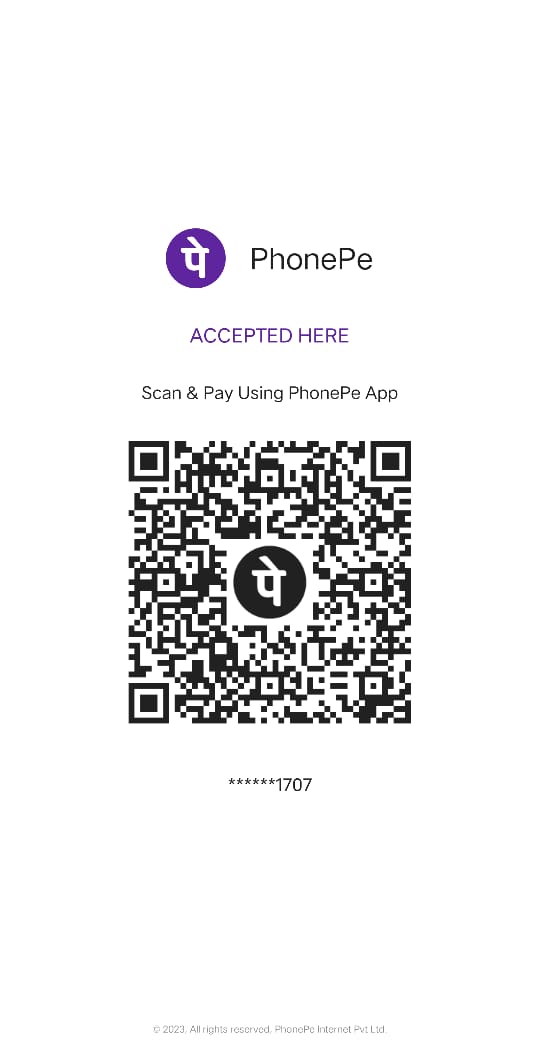 पे PhonePe
ACCEPTED HERE
Scan & Pay Using PhonePe App
पे
******1707
© 2023, All rights reserved, PhonePe Internet Pvt Ltd.